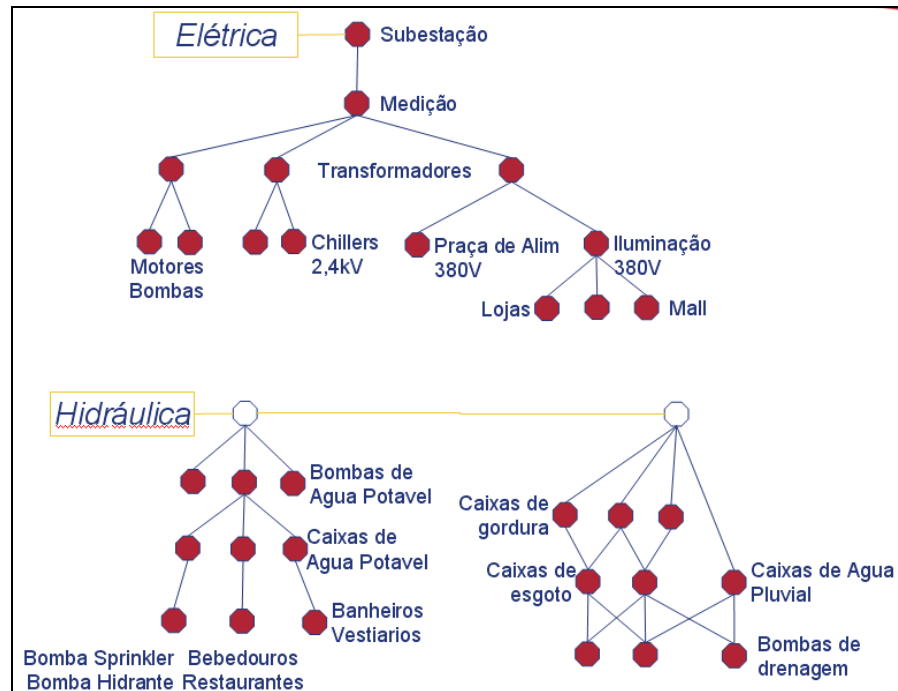 Elétrica
Subestação
Medição
Transformadores
Motores
Bombas
Chillers
2,4kV
Praça de Alim
380V
Iluminação
380V
Lojas
Mall
Hidráulica
Bombas de
Agua Potavel
Caixas de
Agua Potavel
Banheiros
Vestiarios
Bomba Sprinkler
Bomba Hidrante
Bebedouros
Restaurantes
Caixas de
gordura
Caixas de
esgoto
Caixas de Agua
Pluvial
Bombas de
drenagem